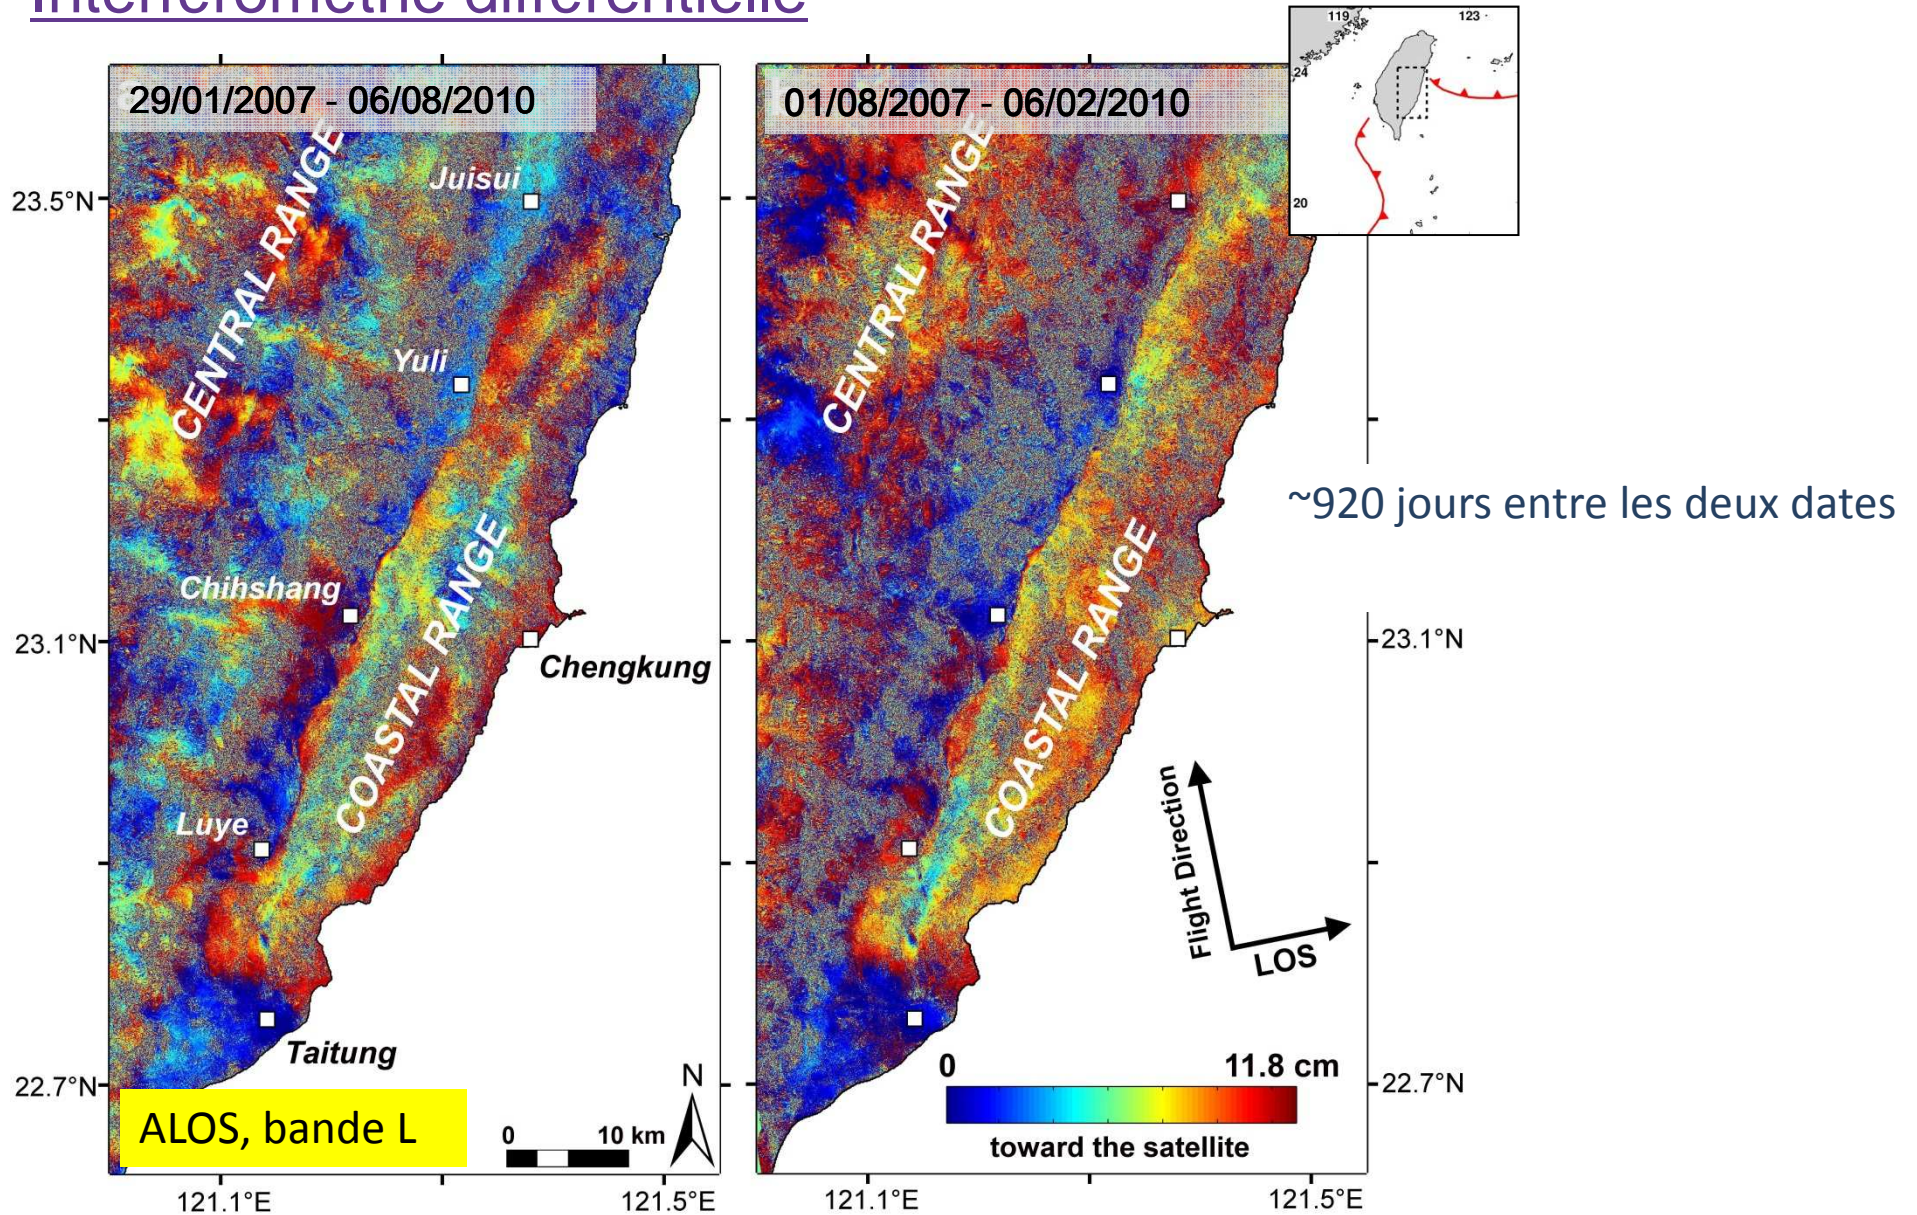 Interférométrie différentielle
119 123
24
20
29/01/2007 - 06/08/2010
01/08/2007 - 06/02/2010
CENTRAL RANGE
Juisui
Yuli
Chihshang
COASTAL RANGE
Chengkung
Luye
Taitung
ALOS, bande L
0 10 km
N
23.5°N
23.1°N
22.7°N
121.1°E
121.5°E
CENTRAL RANGE
COASTAL RANGE
~920 jours entre les deux dates
Flight Direction
LOS
0 11.8 cm
toward the satellite
23.1°N
22.7°N
121.1°E
121.5°E